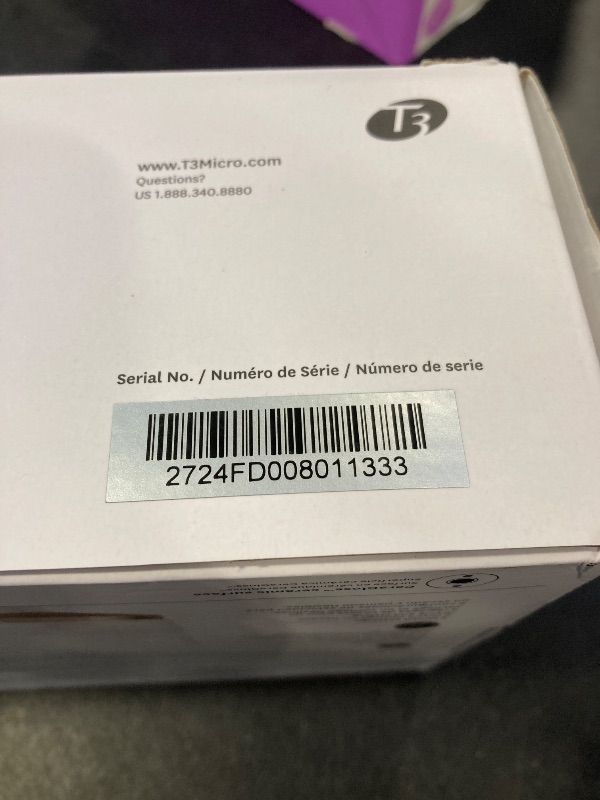 T3
www.T3Micro.com
Questions?
US 1.888.340.8880
Serial No. / Numéro de Série / Número de serie
2724FD008011333